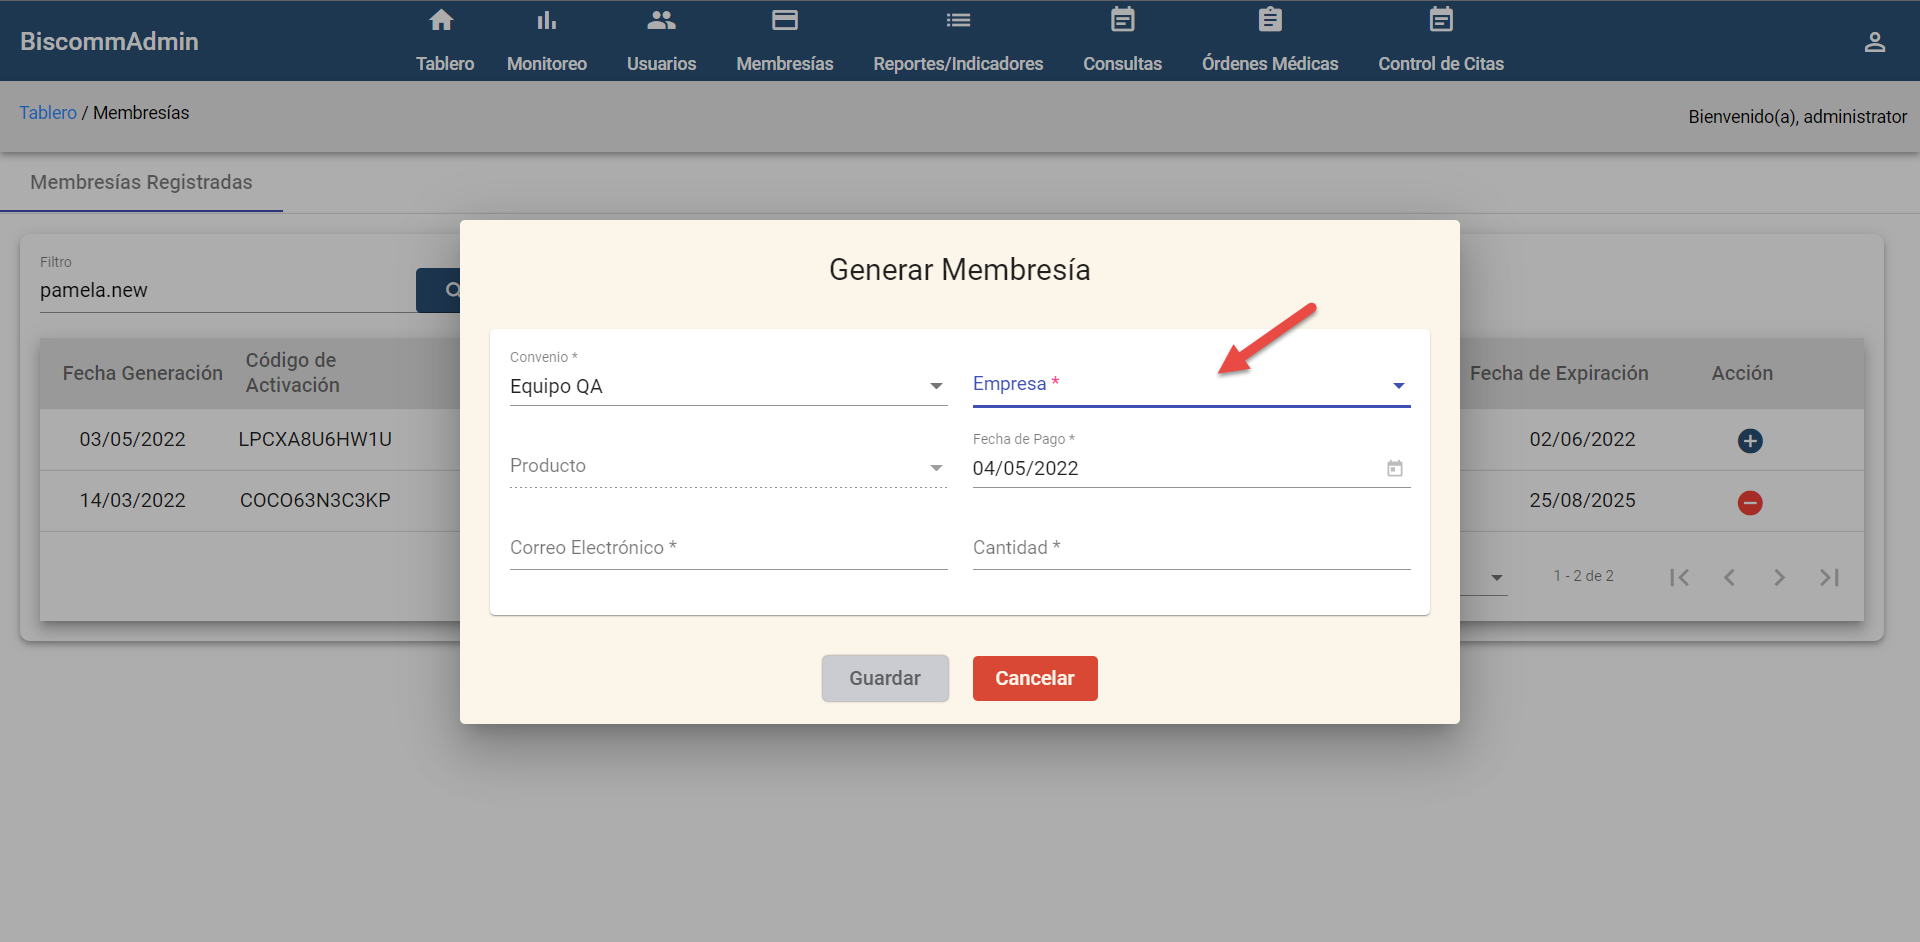 BiscommAdmin
Tablero
Monitoreo
Usuarios
Membresías
Reportes/Indicadores
Consultas
Órdenes Médicas
Control de Citas
Tablero / Membresías
Bienvenido(a), administrator
Membresías Registradas
Filtro
pamela.new
Fecha Generación
Código de
Activación
Fecha de Expiración
Acción
03/05/2022
LPCXA8U6HW1U
02/06/2022
14/03/2022
COCO63N3C3KP
25/08/2025
1 - 2 de 2
Generar Membresía
Convenio *
Equipo QA
Empresa *
Producto
Fecha de Pago *
04/05/2022
Correo Electrónico *
Cantidad *
Guardar
Cancelar